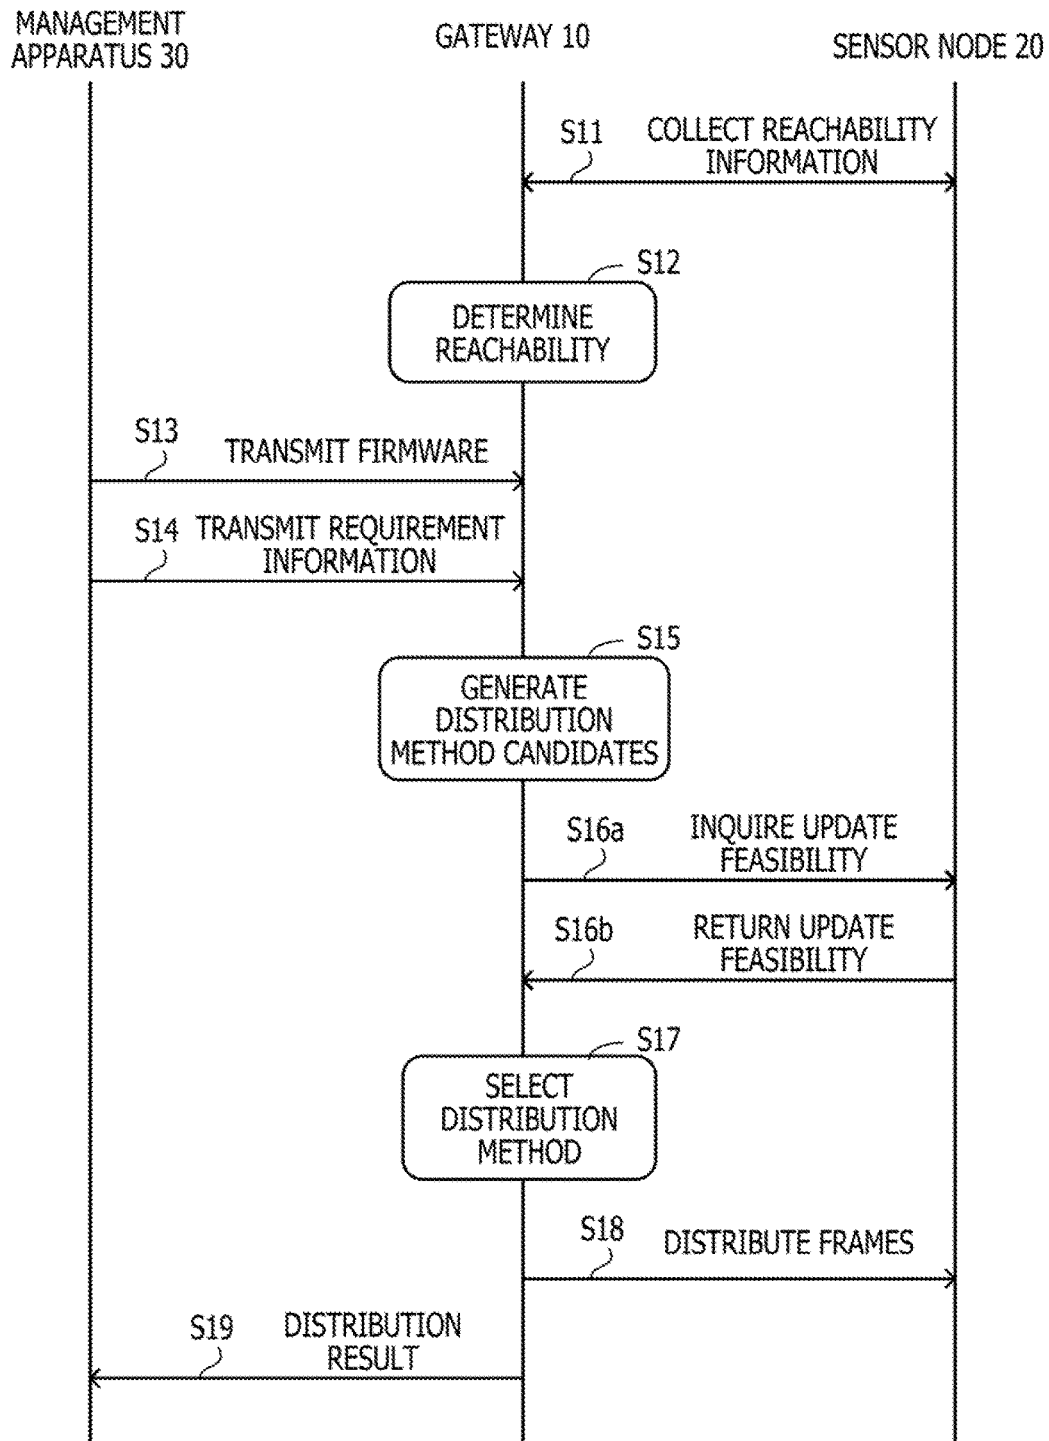 MANAGEMENT
APPARATUS 30
GATEWAY 10
SENSOR NODE 20
S11
COLLECT REACHABILITY
INFORMATION
S12
DETERMINE
REACHABILITY
S13
TRANSMIT FIRMWARE
S14
TRANSMIT REQUIREMENT
INFORMATION
S15
GENERATE
DISTRIBUTION
METHOD CANDIDATES
S16a
INQUIRE UPDATE
FEASIBILITY
S16b
RETURN UPDATE
FEASIBILITY
S17
SELECT
DISTRIBUTION
METHOD
S18
DISTRIBUTE FRAMES
S19
DISTRIBUTION
RESULT